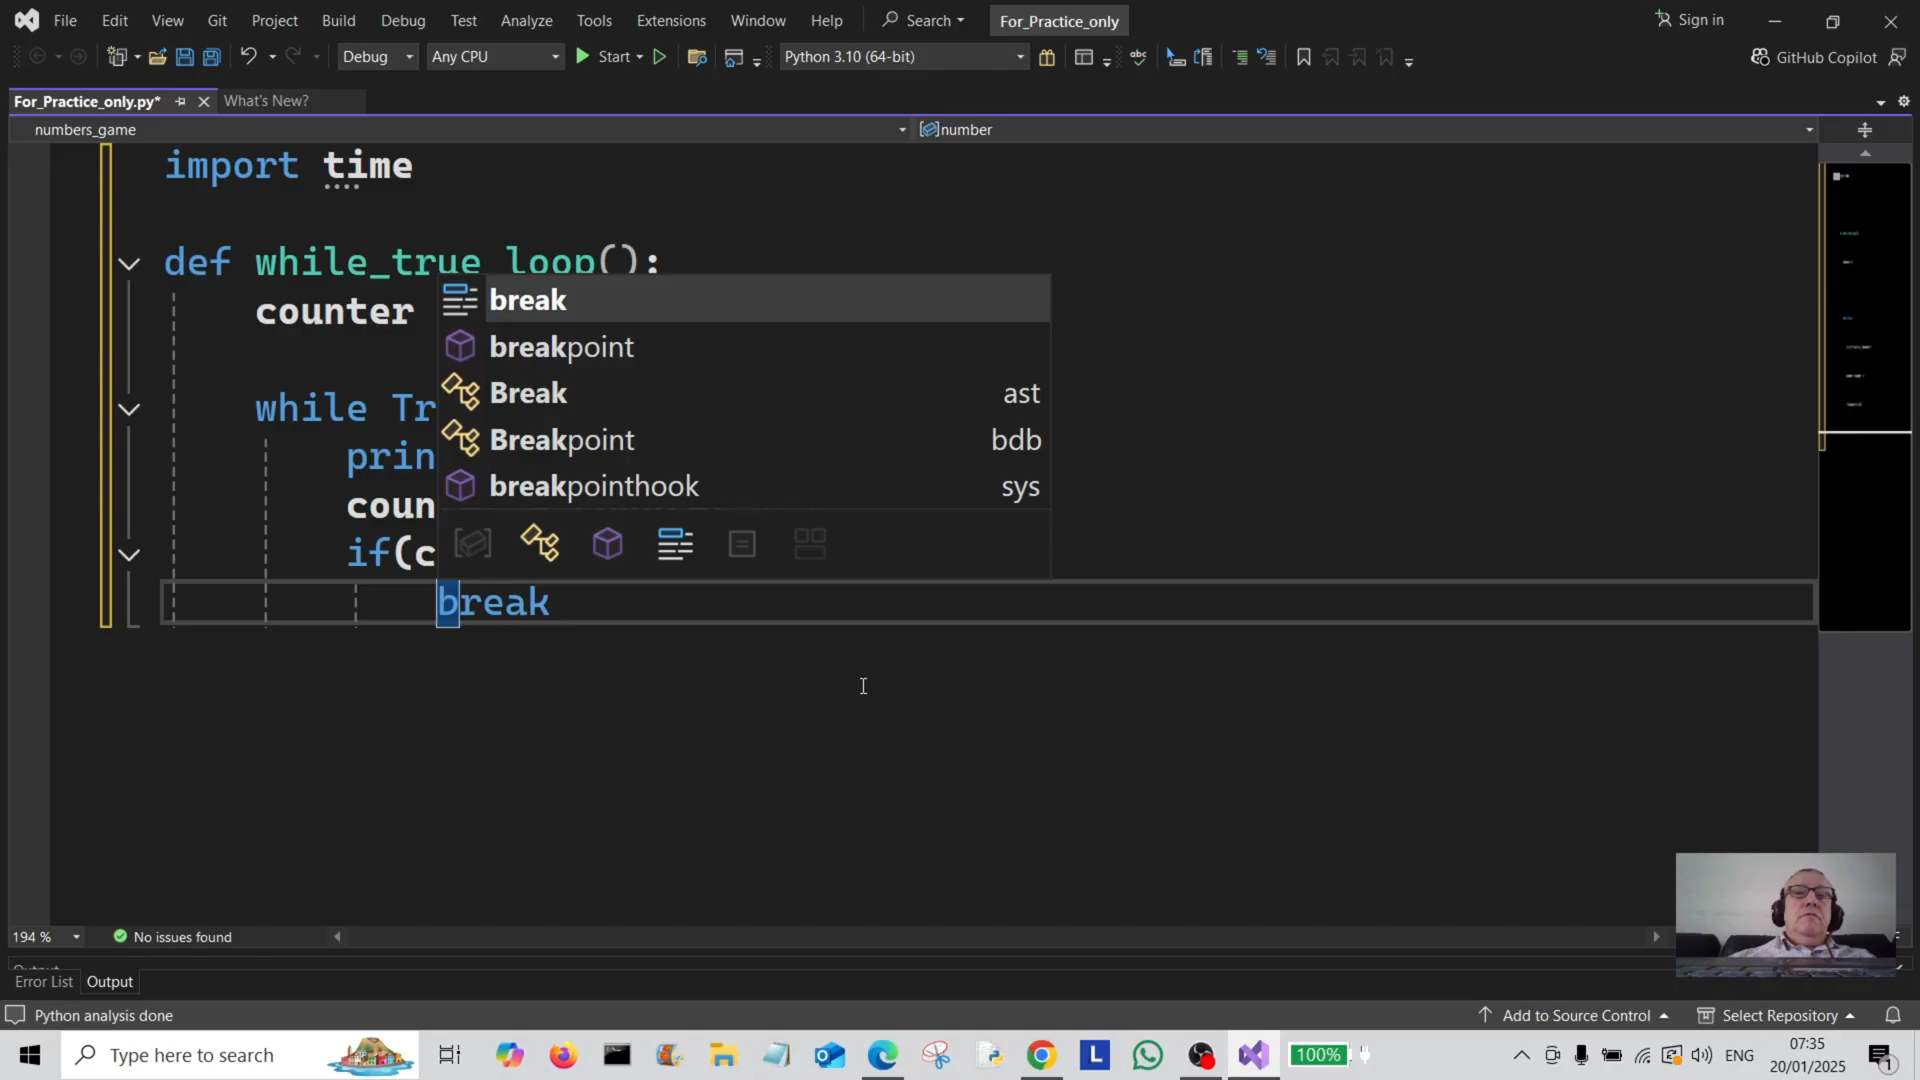 File Edit View Git Project Build Debug Test Analyze Tools Extensions Window Help Search For_Practice_only Sign in
Debug Any CPU Start Python 3.10 (64-bit) abc GitHub Copilot
For_Practice_only.py* What's New?
numbers_game number
import time
def while_true_loop():
counter
break
breakpoint
Break ast
while Tr
Breakpoint bdb
prin
breakpointhook sys
coun
if(c
break
194 % No issues found
Output
Error List Output
Python analysis done Add to Source Control Select Repository
Type here to search L 100% ENG 07:35
20/01/2025 1